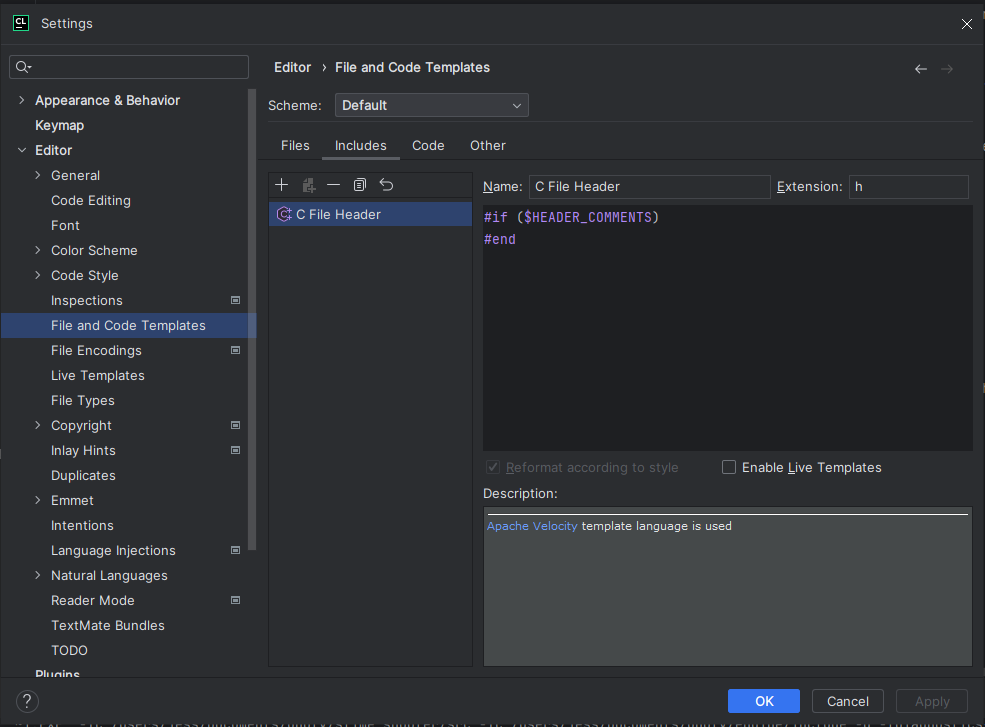 CL Settings
Editor › File and Code Templates
Appearance & Behavior
Keymap
Editor
General
Code Editing
Font
Color Scheme
Code Style
Inspections
File and Code Templates
File Encodings
Live Templates
File Types
Copyright
Inlay Hints
Duplicates
Emmet
Intentions
Language Injections
Natural Languages
Reader Mode
TextMate Bundles
TODO
Plugins
Scheme: Default
Files Includes Code Other
C File Header
Name: C File Header Extension: h
#if ($HEADER_COMMENTS)
#end
Reformat according to style Enable Live Templates
Description:
Apache Velocity template language is used
? OK Cancel Apply